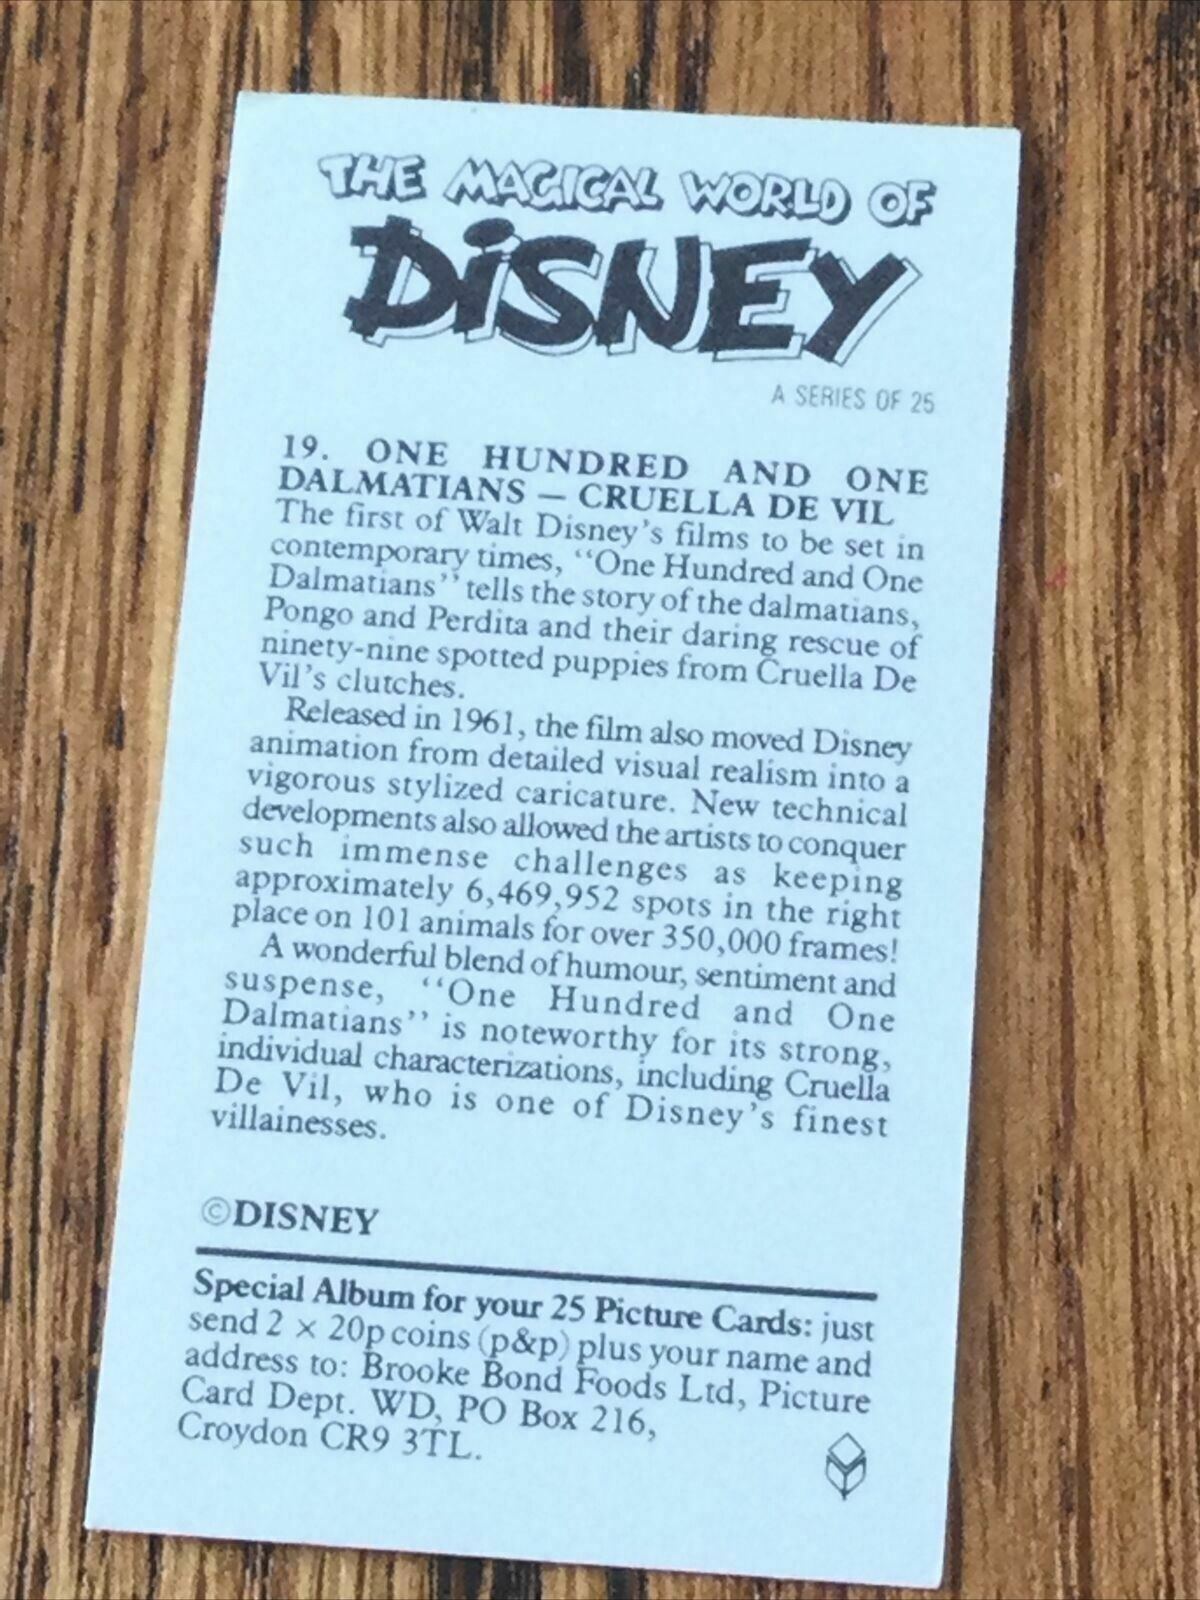 THE MAGICAL WORLD OF
DiSNEY
A SERIES OF 25
19. ONE HUNDRED AND ONE
DALMATIANS — CRUELLA DE VIL
The first of Walt Disney's films to be set in
contemporary times, "One Hundred and One
Dalmatians" tells the story of the dalmatians,
Pongo and Perdita and their daring rescue of
ninety-nine spotted puppies from Cruella De
Vil's clutches.
Released in 1961, the film also moved Disney
animation from detailed visual realism into a
vigorous stylized caricature. New technical
developments also allowed the artists to conquer
such immense challenges as keeping
approximately 6,469,952 spots in the right
place on 101 animals for over 350,000 frames!
A wonderful blend of humour, sentiment and
suspense, "One Hundred and One
Dalmatians" is noteworthy for its strong,
individual characterizations, including Cruella
De Vil, who is one of Disney's finest
villainesses.
©DISNEY
Special Album for your 25 Picture Cards: just
send 2 × 20p coins (p&p) plus your name and
address to: Brooke Bond Foods Ltd, Picture
Card Dept. WD, PO Box 216,
Croydon CR9 3TL.